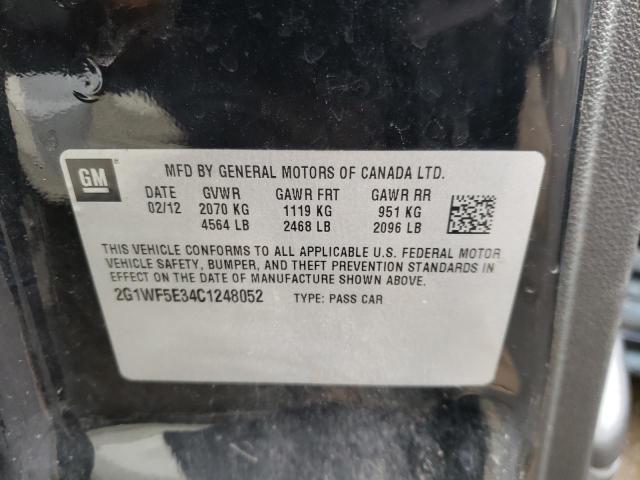 GM
MFD BY GENERAL MOTORS OF CANADA LTD.
DATE GVWR GAWR FRT GAWR RR
02/12 2070 KG 1119 KG 951 KG
4564 LB 2468 LB 2096 LB
THIS VEHICLE CONFORMS TO ALL APPLICABLE U.S. FEDERAL MOTOR
VEHICLE SAFETY, BUMPER, AND THEFT PREVENTION STANDARDS IN
EFFECT ON THE DATE OF MANUFACTURE SHOWN ABOVE.
2G1WF5E34C1248052 TYPE: PASS CAR